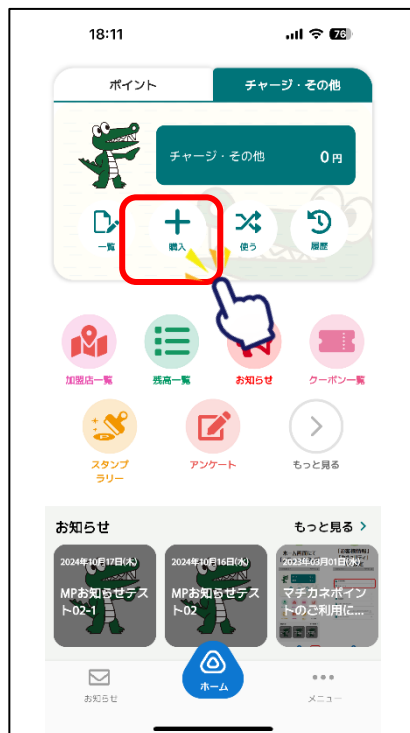 18:11
76
ポイント
チャージ・その他
チャージ・その他 0円
一覧 購入 使う 履歴
加盟店一覧 残高一覧 お知らせ クーポン一覧
スタンプ
ラリー
アンケート
もっと見る
お知らせ
もっと見る
2024年10月17日(木)
MPお知らせテス
ト02-1
2024年10月16日(水)
MPお知らせテス
ト02
2023年03月01日(水)
マチカネポイン
トのご利用に...
お知らせ
ホーム
メニュー